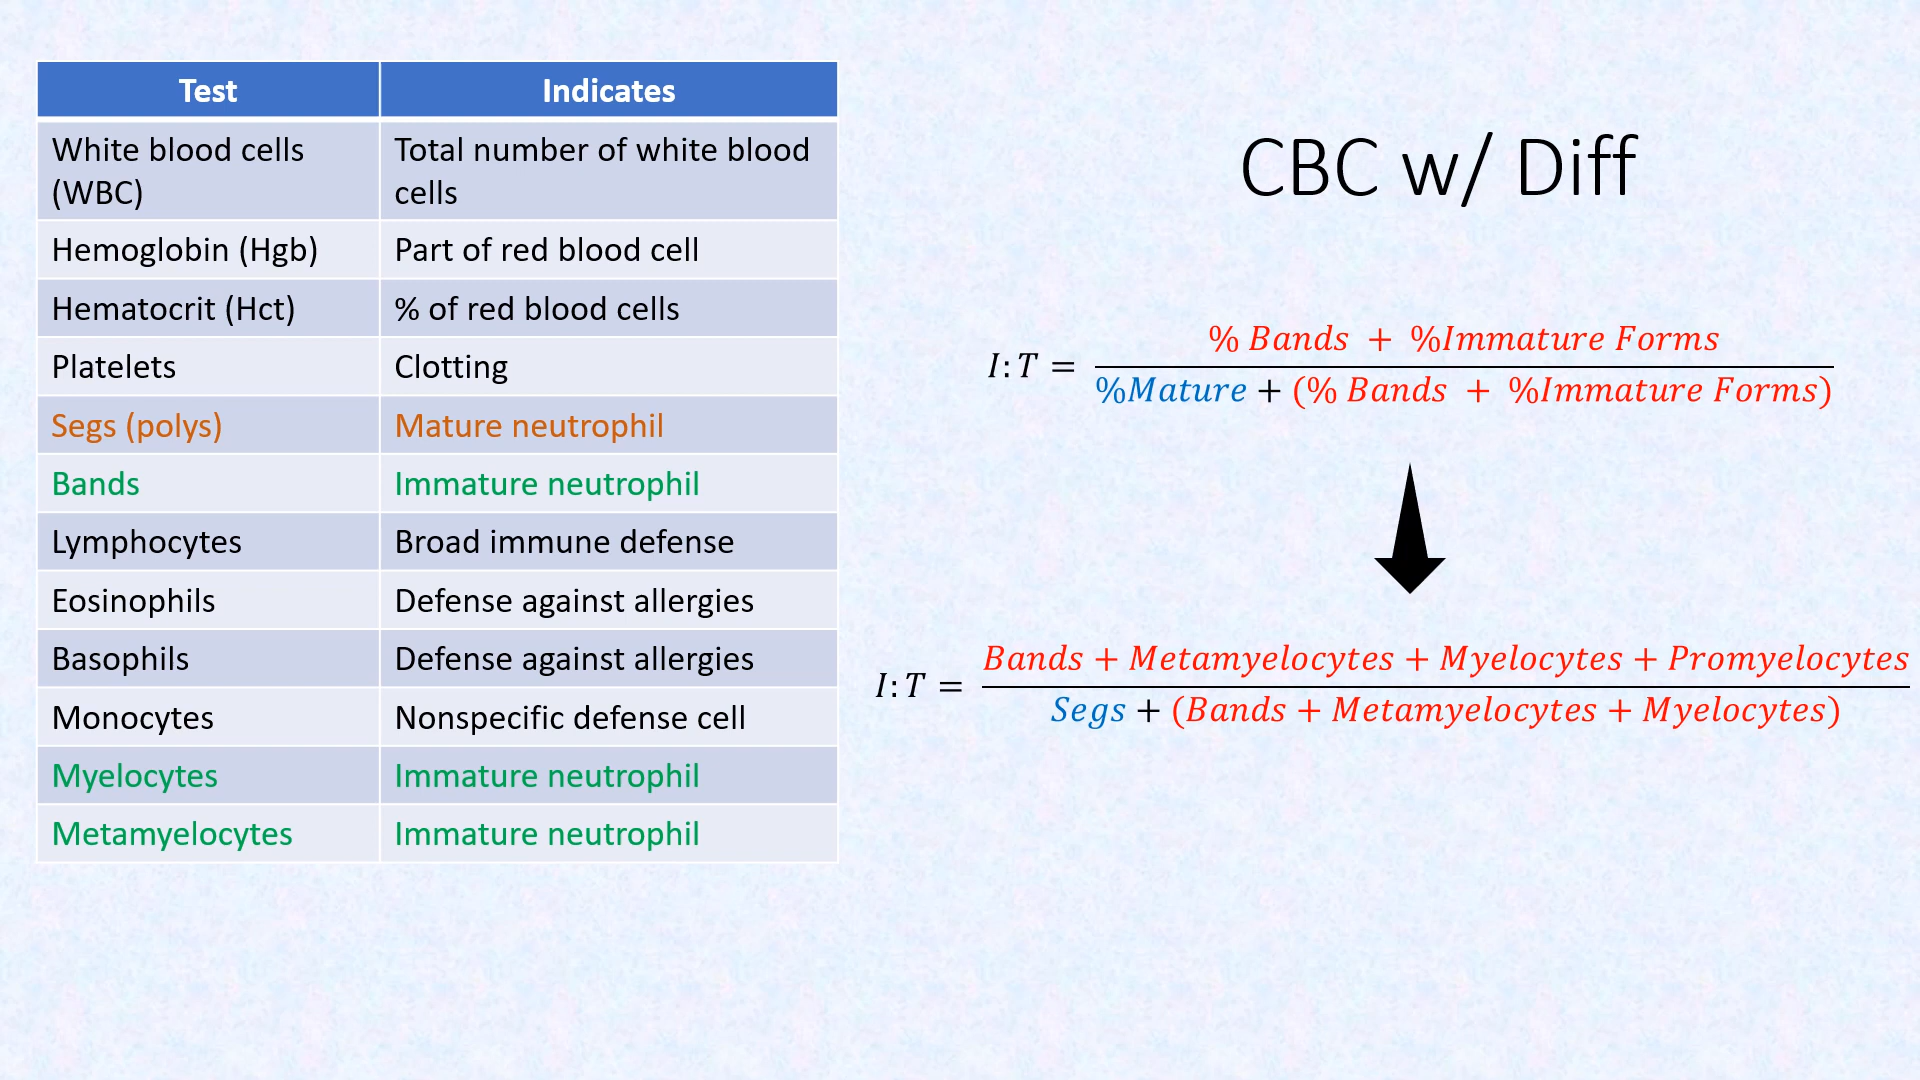 Test Indicates
White blood cells Total number of white blood
(WBC) cells
Hemoglobin (Hgb) Part of red blood cell
Hematocrit (Hct) % of red blood cells
Platelets Clotting
Segs (polys) Mature neutrophil
Bands Immature neutrophil
Lymphocytes Broad immune defense
Eosinophils Defense against allergies
Basophils Defense against allergies
Monocytes Nonspecific defense cell
Myelocytes Immature neutrophil
Metamyelocytes Immature neutrophil
CBC w/ Diff
% Bands + %Immature Forms
I:T =
%Mature + (% Bands + %Immature Forms)
Bands + Metamyelocytes + Myelocytes + Promyelocytes
I:T =
Segs + (Bands + Metamyelocytes + Myelocytes)